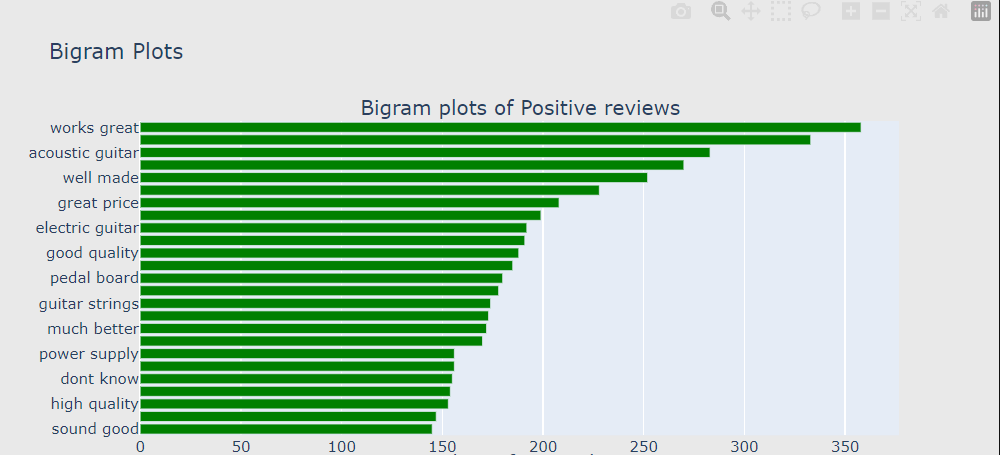 Bigram Plots
Bigram plots of Positive reviews
works great
acoustic guitar
well made
great price
electric guitar
good quality
pedal board
guitar strings
much better
power supply
dont know
high quality
sound good
0 50 100 150 200 250 300 350